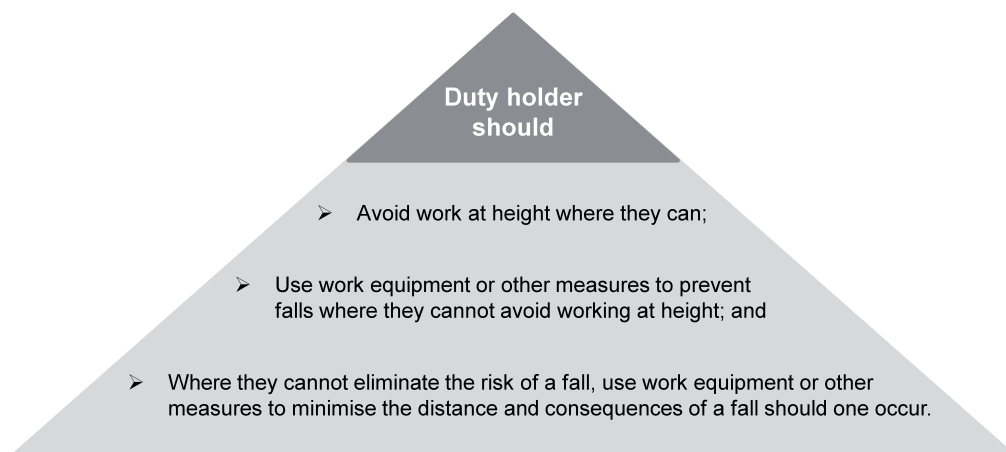 Duty holder
should
➢ Avoid work at height where they can;
➢ Use work equipment or other measures to prevent
falls where they cannot avoid working at height; and
➢ Where they cannot eliminate the risk of a fall, use work equipment or other
measures to minimise the distance and consequences of a fall should one occur.